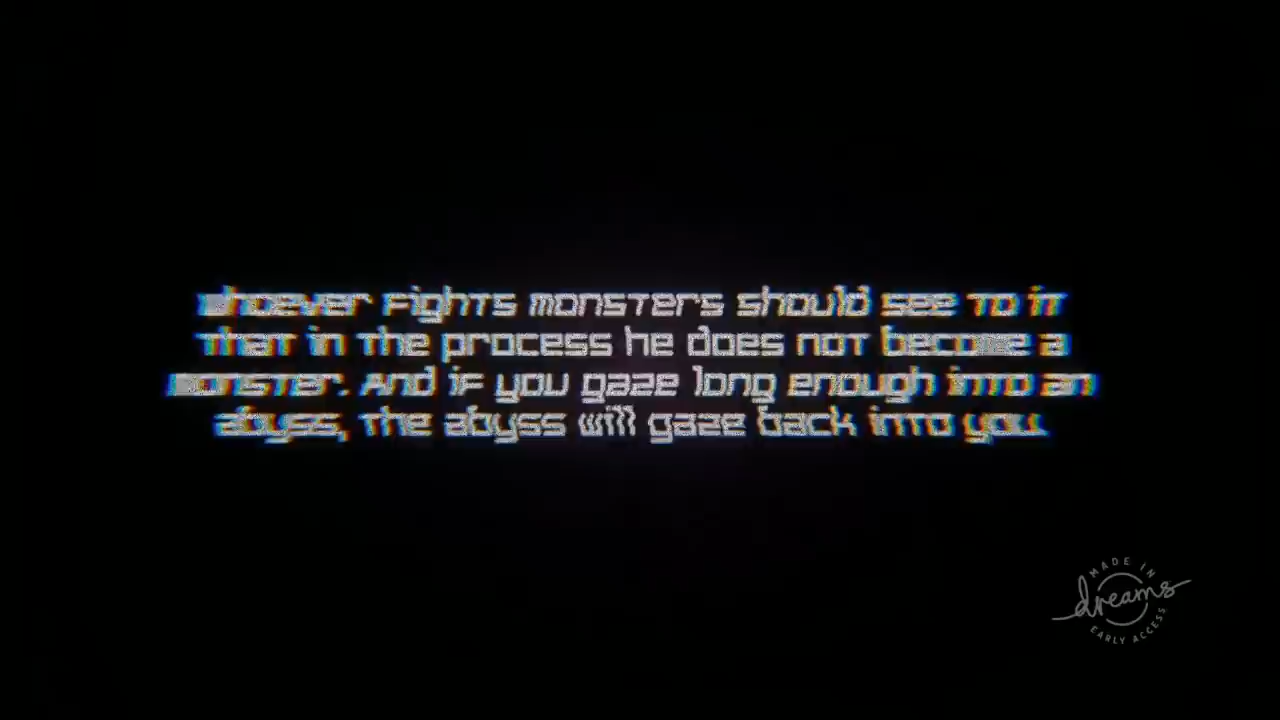 Whoever Fights monsters should see to it
that in the process he does not become a
monster. And if you gaze long enough into an
abyss, the abyss will gaze back into you.
MADE IN
dreams
EARLY ACCESS